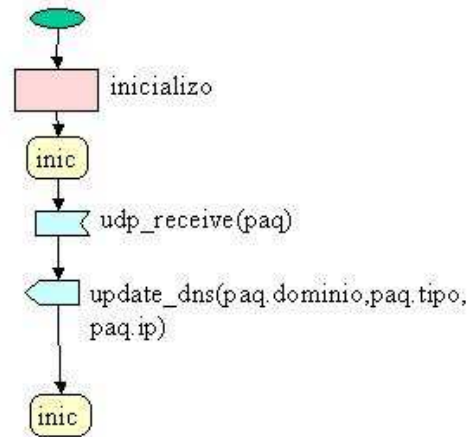 inicializo
inic
udp_receive(paq)
update_dns(paq.dominio,paq.tipo,
paq.ip)
inic